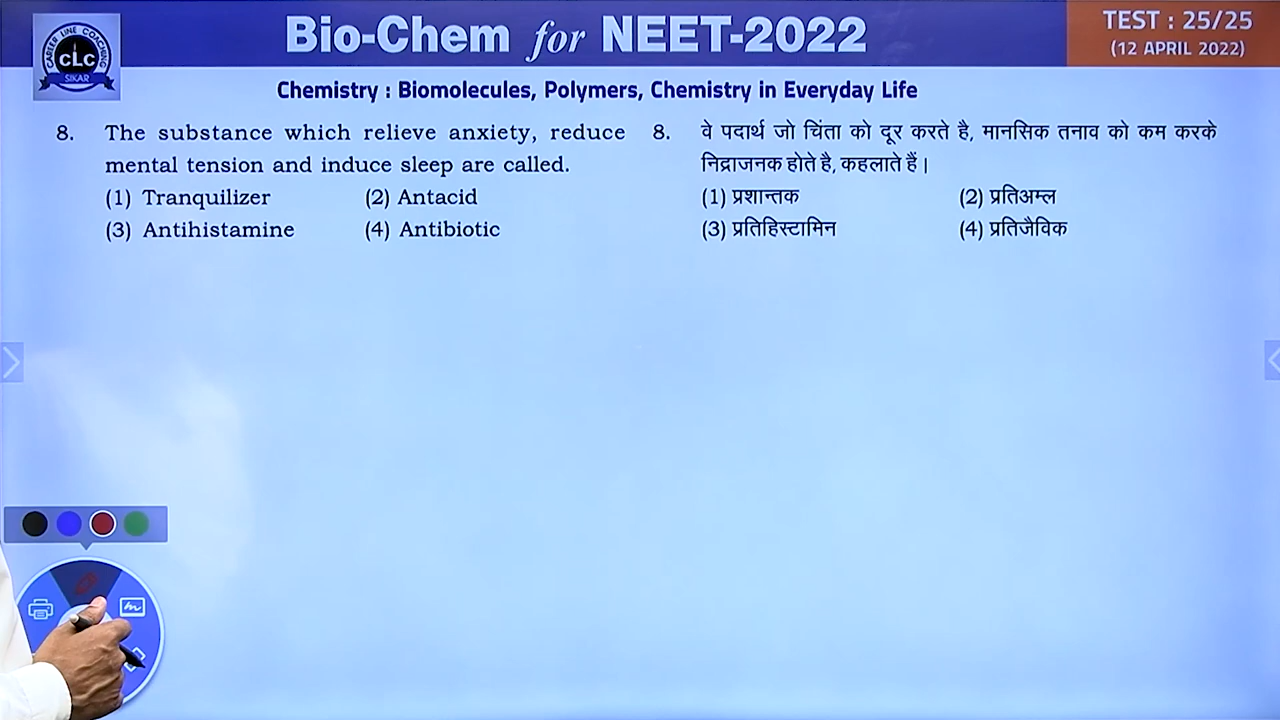 CAREER LINE COACHING
CLC
SIKAR
Bio-Chem for NEET-2022
TEST : 25/25
(12 APRIL 2022)
Chemistry : Biomolecules, Polymers, Chemistry in Everyday Life
8. The substance which relieve anxiety, reduce
mental tension and induce sleep are called.
(1) Tranquilizer (2) Antacid
(3) Antihistamine (4) Antibiotic
8. वे पदार्थ जो चिंता को दूर करते है, मानसिक तनाव को कम करके
निद्राजनक होते है, कहलाते हैं।
(1) प्रशान्तक (2) प्रतिअम्ल
(3) प्रतिहिस्टामिन (4) प्रतिजैविक